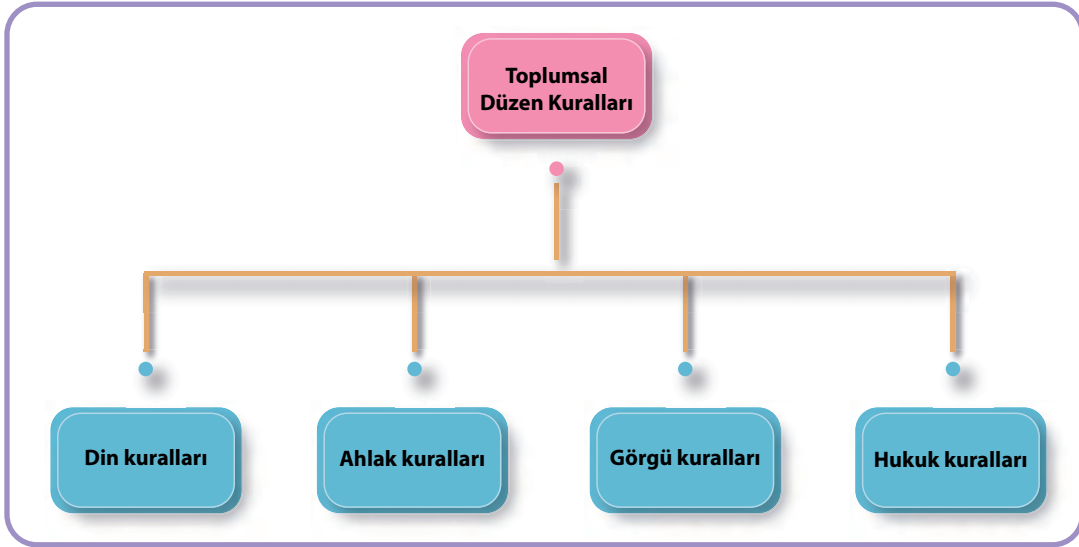 Toplumsal
Düzen Kuralları
Din kuralları
Ahlak kuralları
Görgü kuralları
Hukuk kuralları